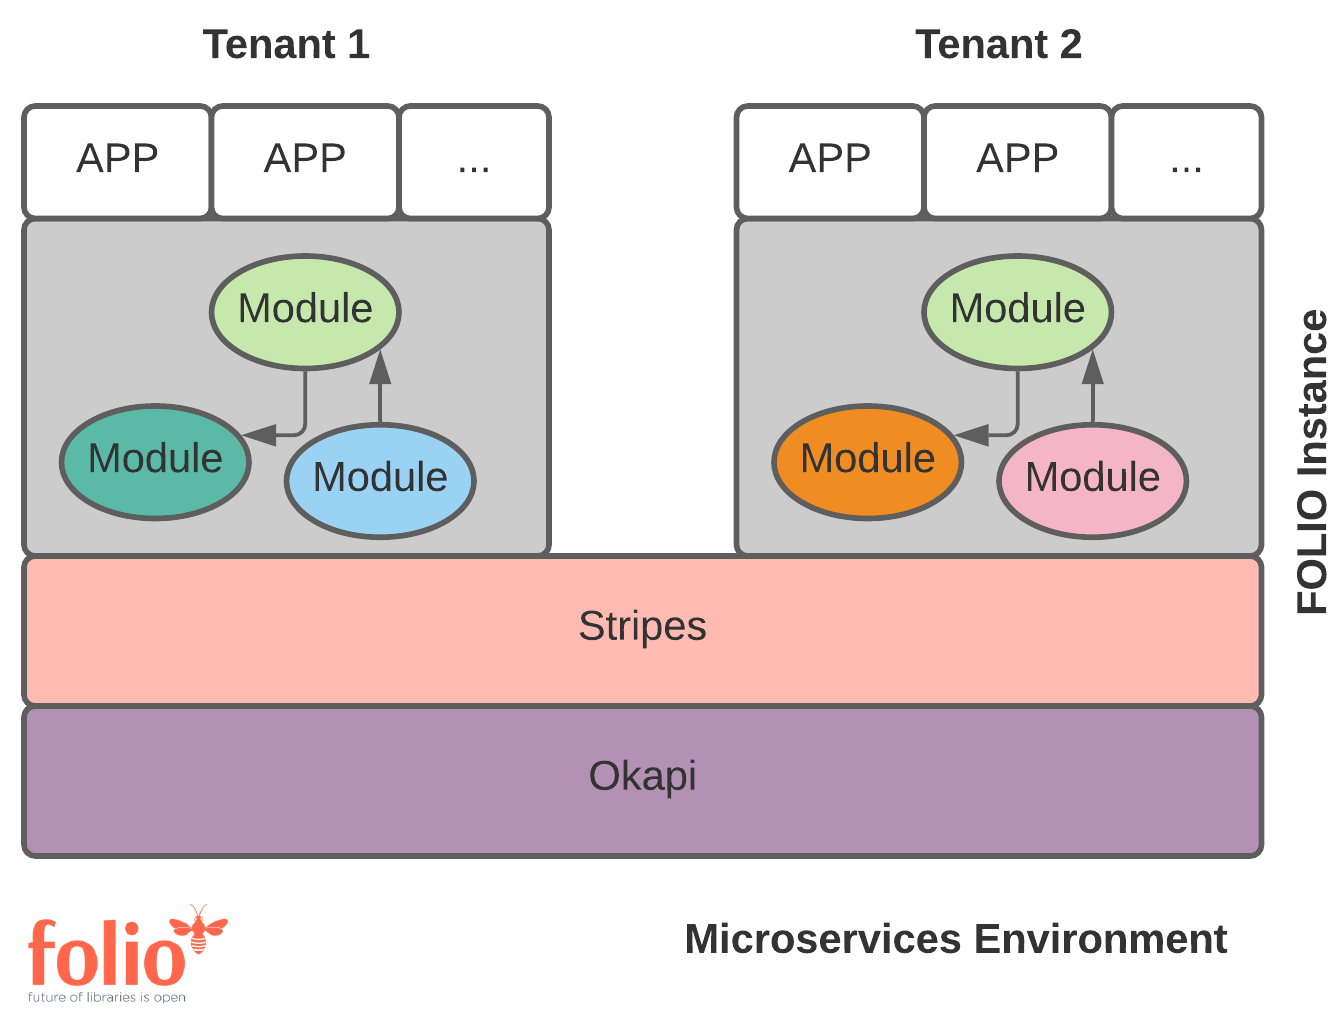 Tenant 1
Tenant 2
APP
APP
...
APP
APP
...
Module
Module
Module
Module
Module
Module
FOLIO Instance
Stripes
Okapi
folio
future of libraries is open
Microservices Environment